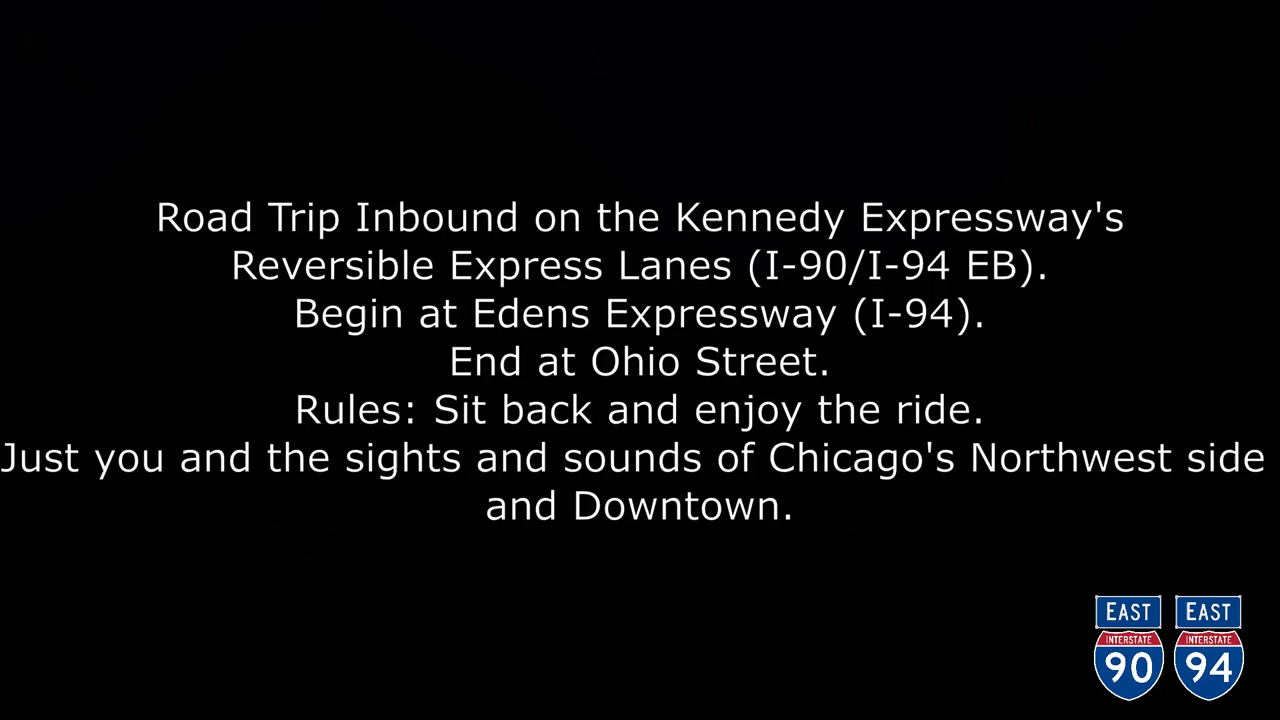 Road Trip Inbound on the Kennedy Expressway's
Reversible Express Lanes (I-90/I-94 EB).
Begin at Edens Expressway (I-94).
End at Ohio Street.
Rules: Sit back and enjoy the ride.
Just you and the sights and sounds of Chicago's Northwest side
and Downtown.
EAST EAST
INTERSTATE INTERSTATE
90 94